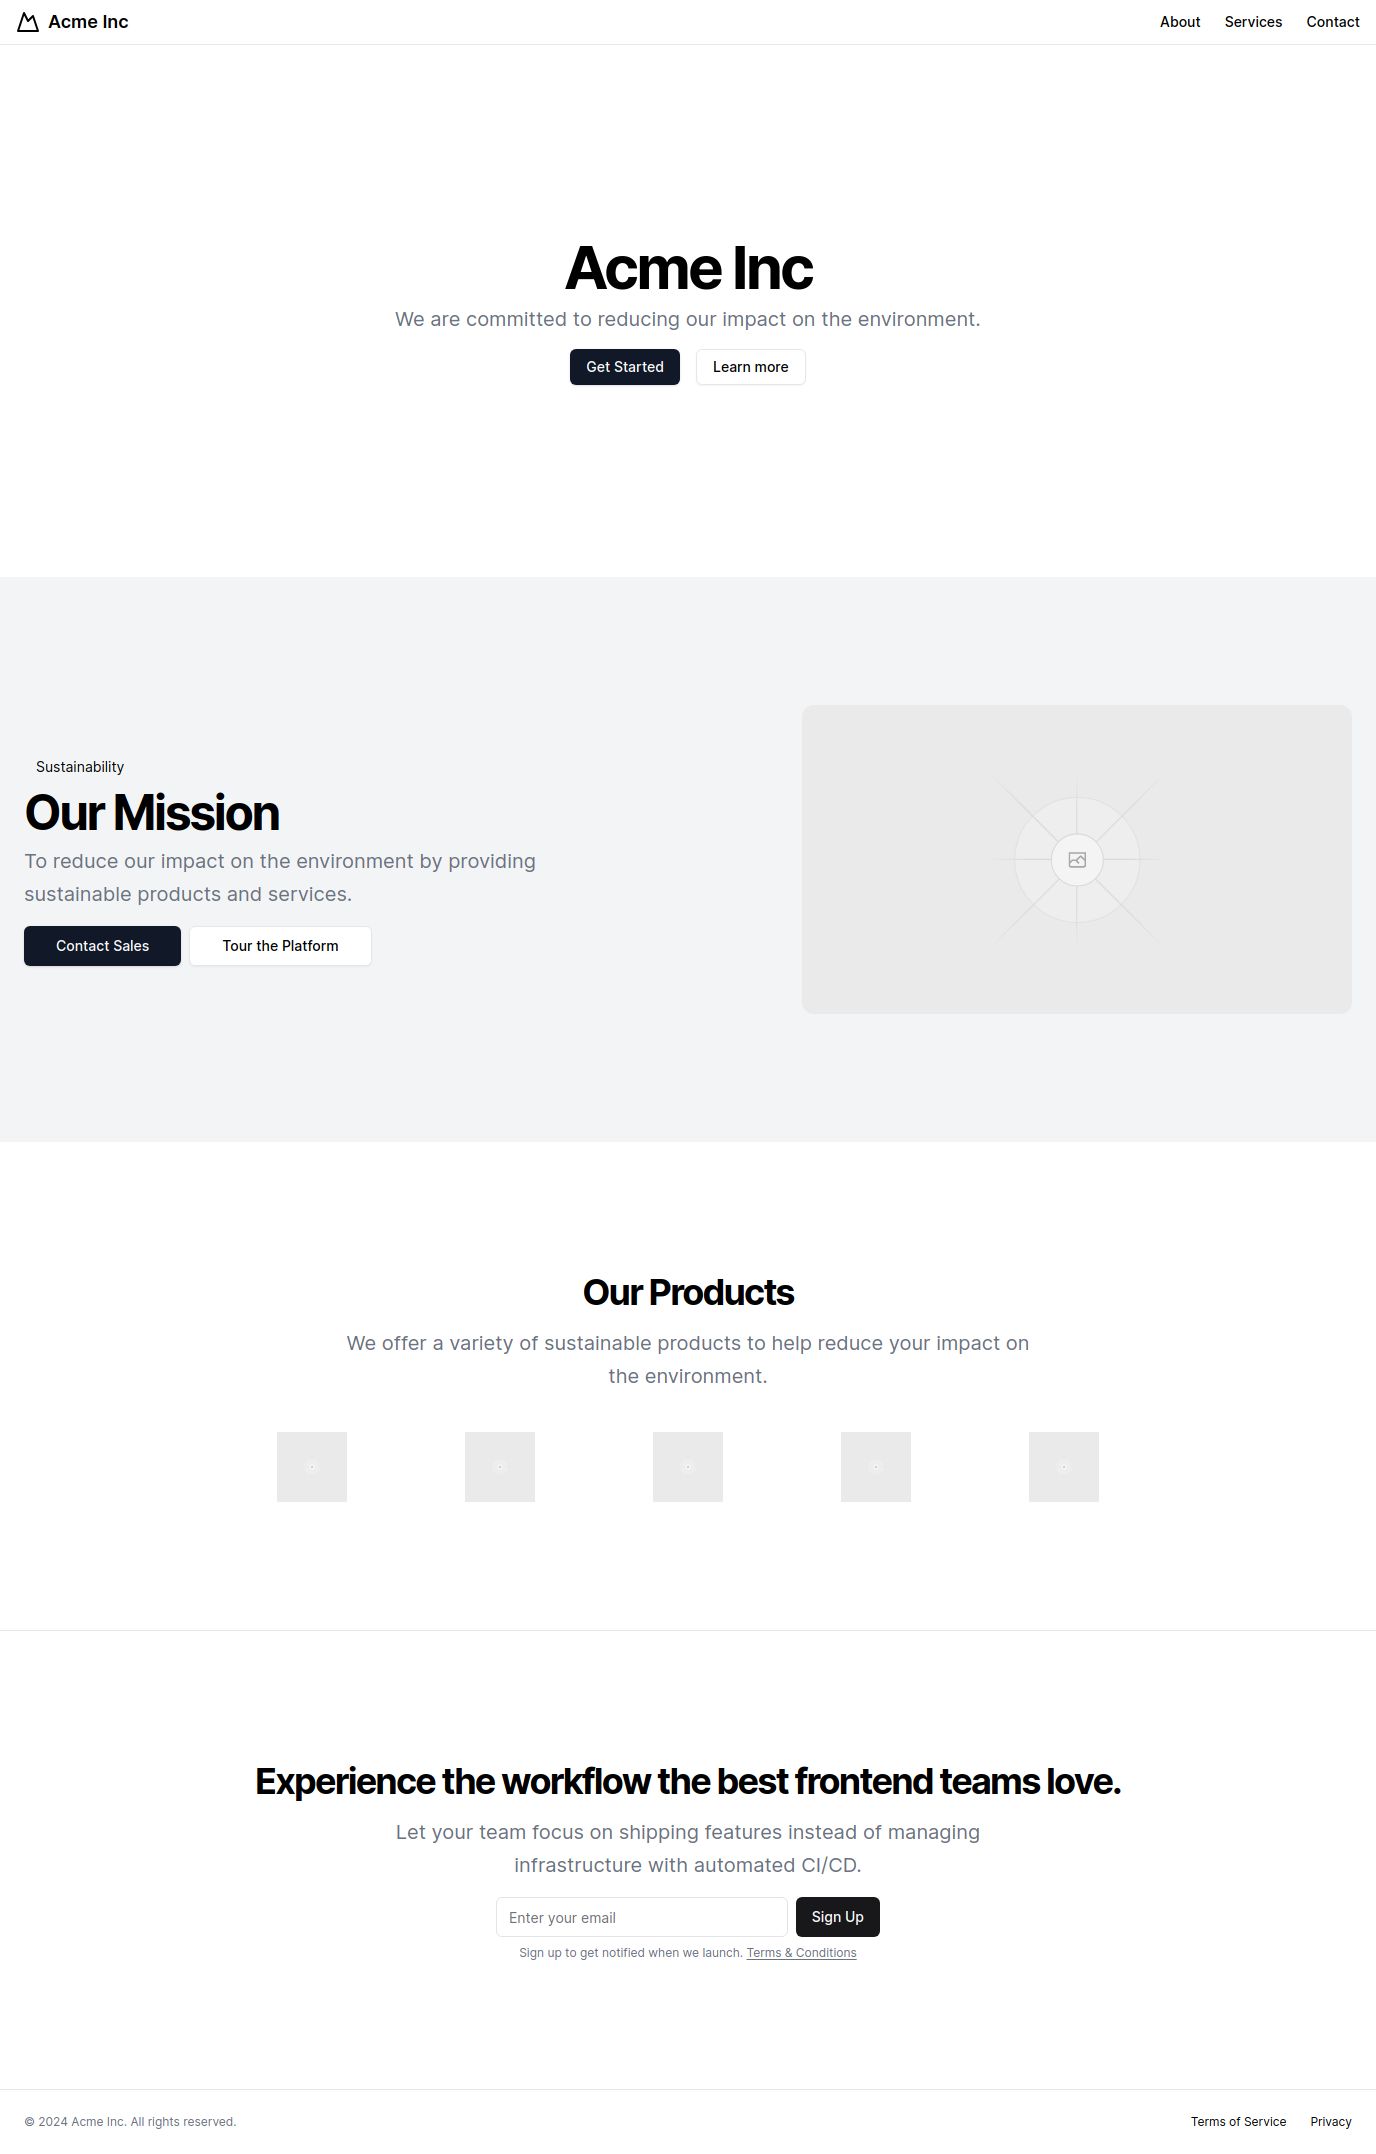 Acme Inc
About Services Contact
Acme Inc
We are committed to reducing our impact on the environment.
Get Started Learn more
Sustainability
Our Mission
To reduce our impact on the environment by providing
sustainable products and services.
Contact Sales Tour the Platform
Our Products
We offer a variety of sustainable products to help reduce your impact on
the environment.
Experience the workflow the best frontend teams love.
Let your team focus on shipping features instead of managing
infrastructure with automated CI/CD.
Enter your email Sign Up
Sign up to get notified when we launch. Terms & Conditions
© 2024 Acme Inc. All rights reserved.
Terms of Service Privacy